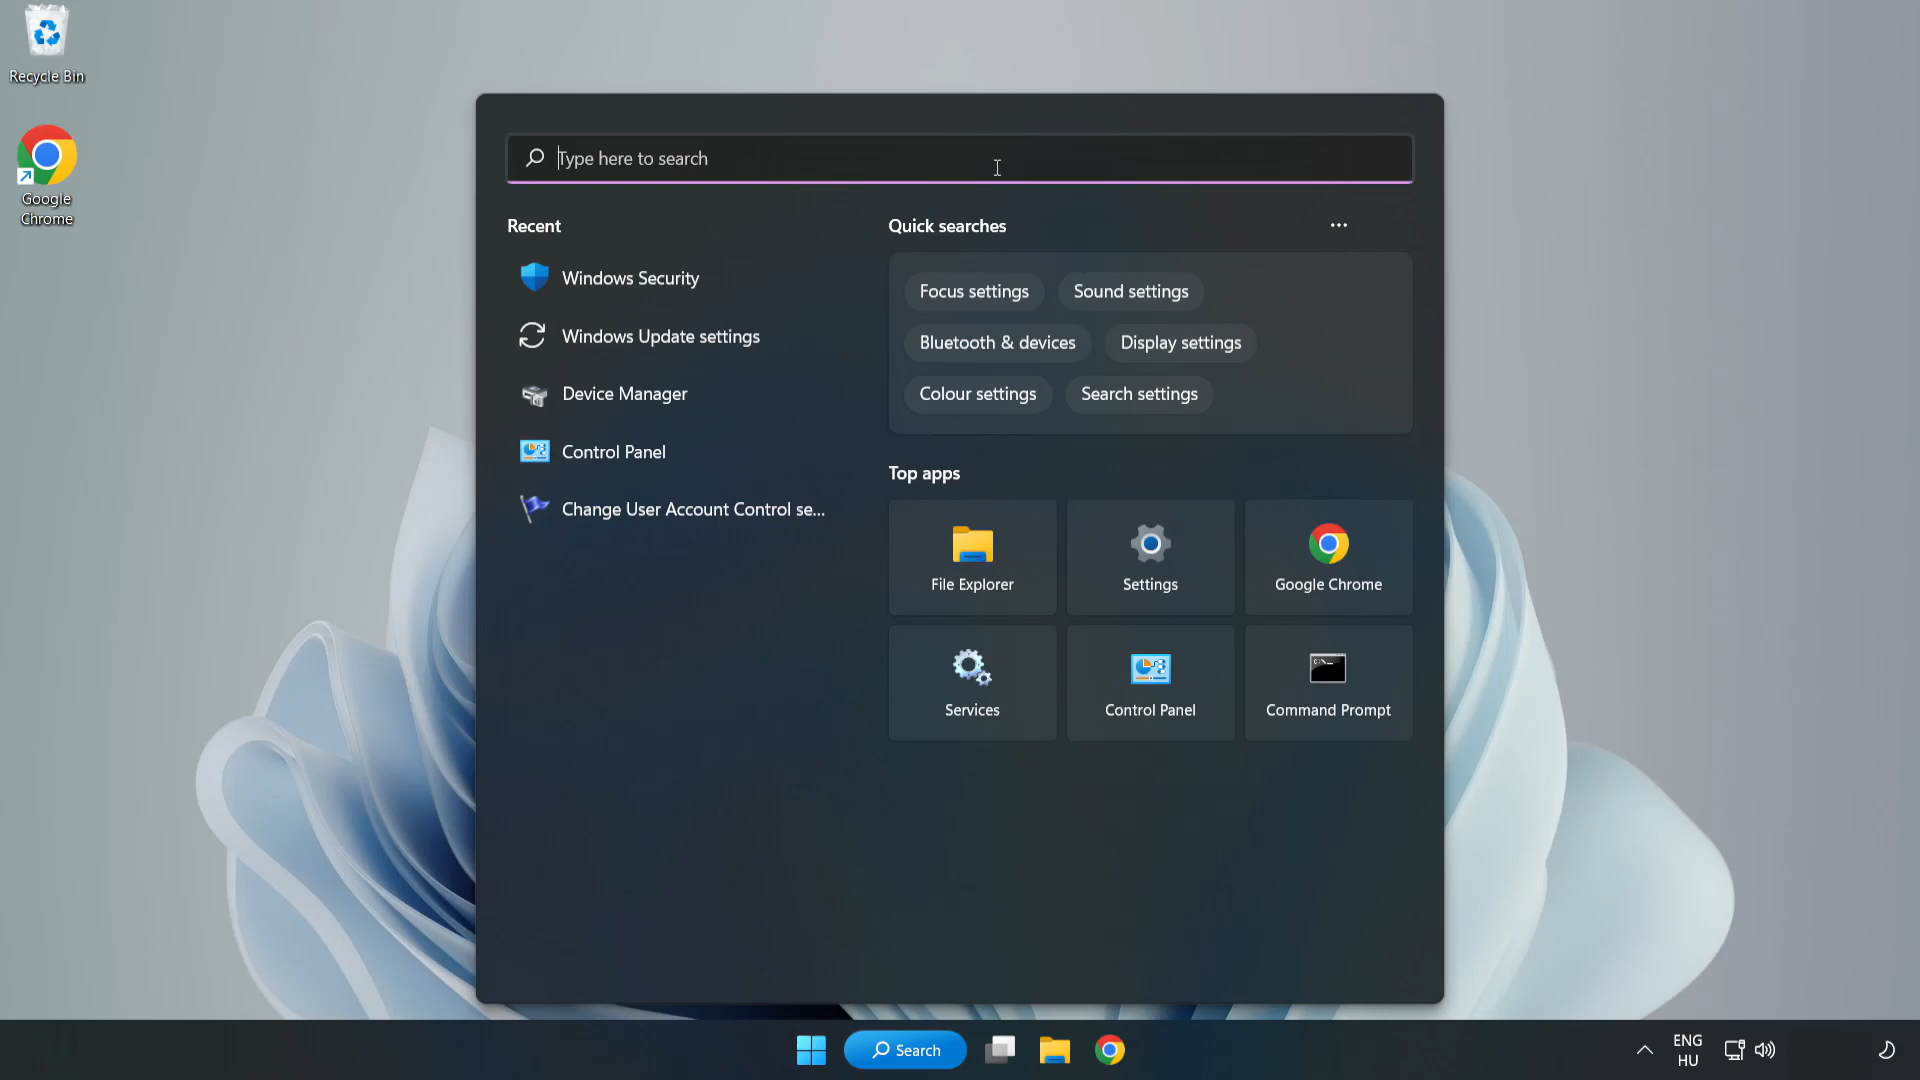 Recycle Bin
Google
Chrome
Type here to search
Recent
Windows Security
Windows Update settings
Device Manager
Control Panel
Change User Account Control se...
Quick searches
Focus settings
Sound settings
Bluetooth & devices
Display settings
Colour settings
Search settings
Top apps
File Explorer
Settings
Google Chrome
Services
Control Panel
Command Prompt
Search
ENG
HU